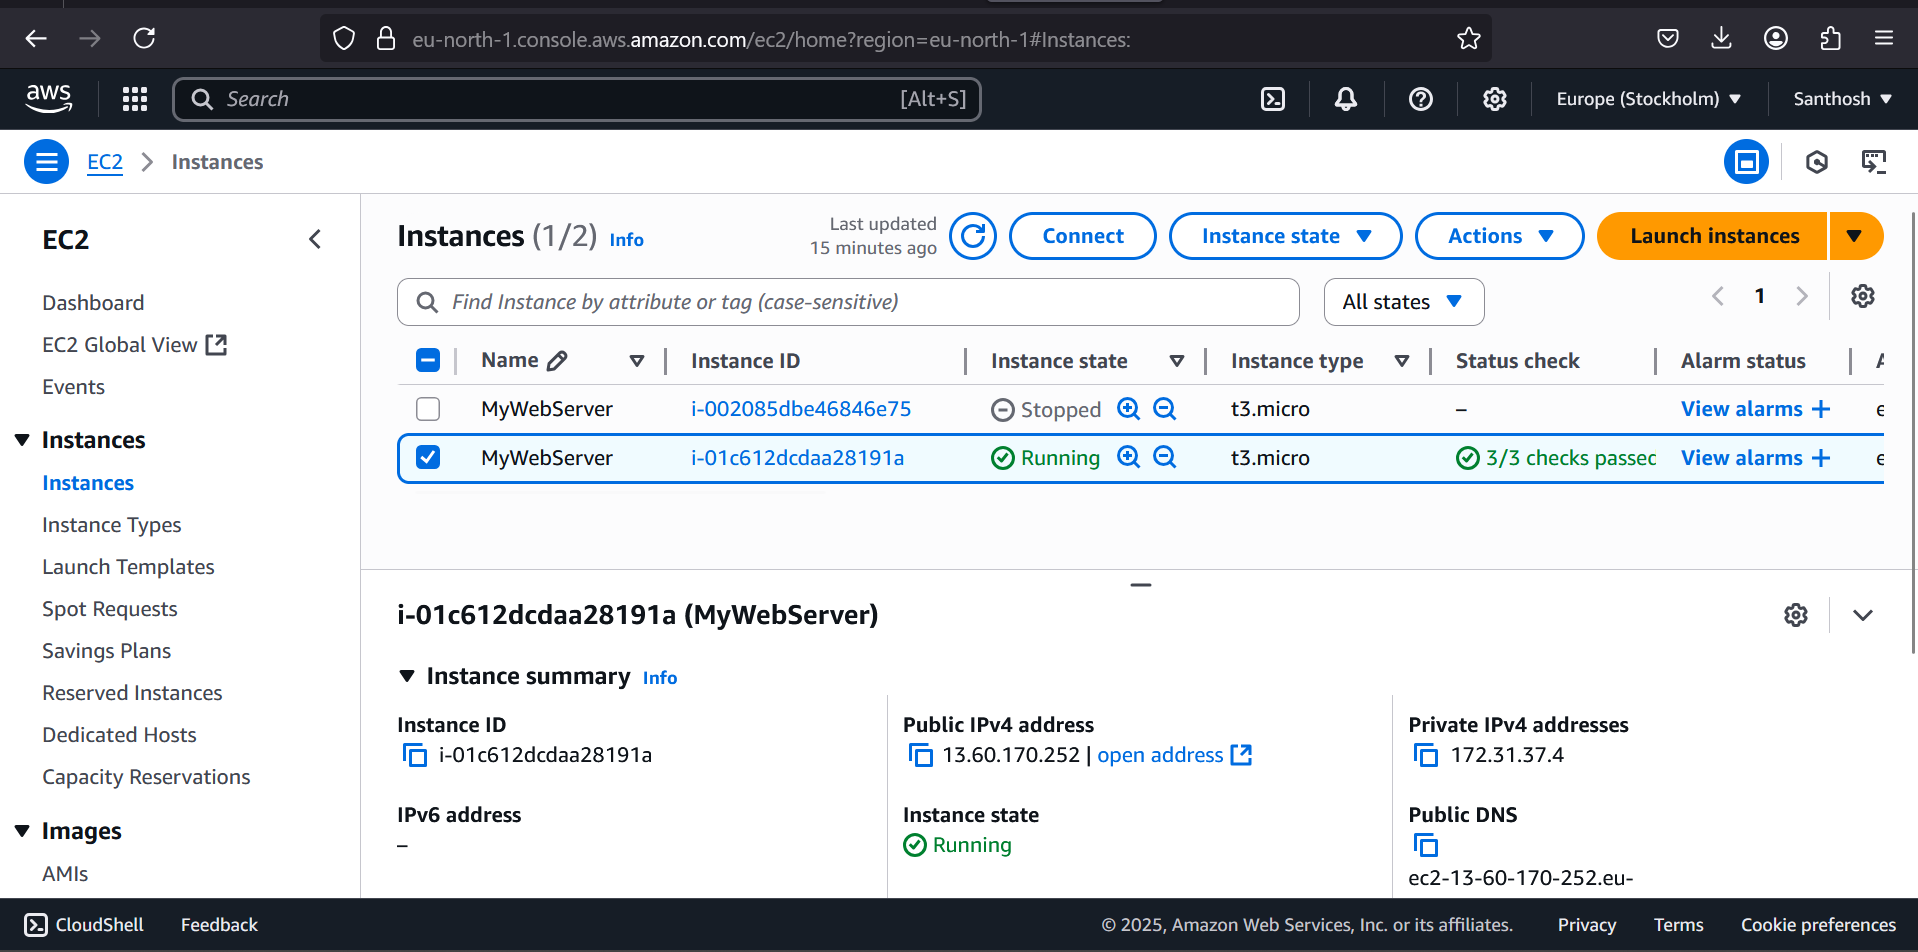 eu-north-1.console.aws.amazon.com/ec2/home?region=eu-north-1#Instances:
aws
Search
[Alt+S]
Europe (Stockholm)
Santhosh
EC2
Instances
EC2
Dashboard
EC2 Global View
Events
Instances
Instances
Instance Types
Launch Templates
Spot Requests
Savings Plans
Reserved Instances
Dedicated Hosts
Capacity Reservations
Images
AMIs
Instances (1/2) Info
Last updated
15 minutes ago
Connect
Instance state
Actions
Launch instances
Find Instance by attribute or tag (case-sensitive)
All states
1
Name Instance ID Instance state Instance type Status check Alarm status
MyWebServer i-002085dbe46846e75 Stopped t3.micro – View alarms +
MyWebServer i-01c612dcdaa28191a Running t3.micro 3/3 checks passed View alarms +
i-01c612dcdaa28191a (MyWebServer)
Instance summary Info
Instance ID
i-01c612dcdaa28191a
Public IPv4 address
13.60.170.252 | open address
Private IPv4 addresses
172.31.37.4
IPv6 address
–
Instance state
Running
Public DNS
ec2-13-60-170-252.eu-
CloudShell
Feedback
© 2025, Amazon Web Services, Inc. or its affiliates.
Privacy
Terms
Cookie preferences